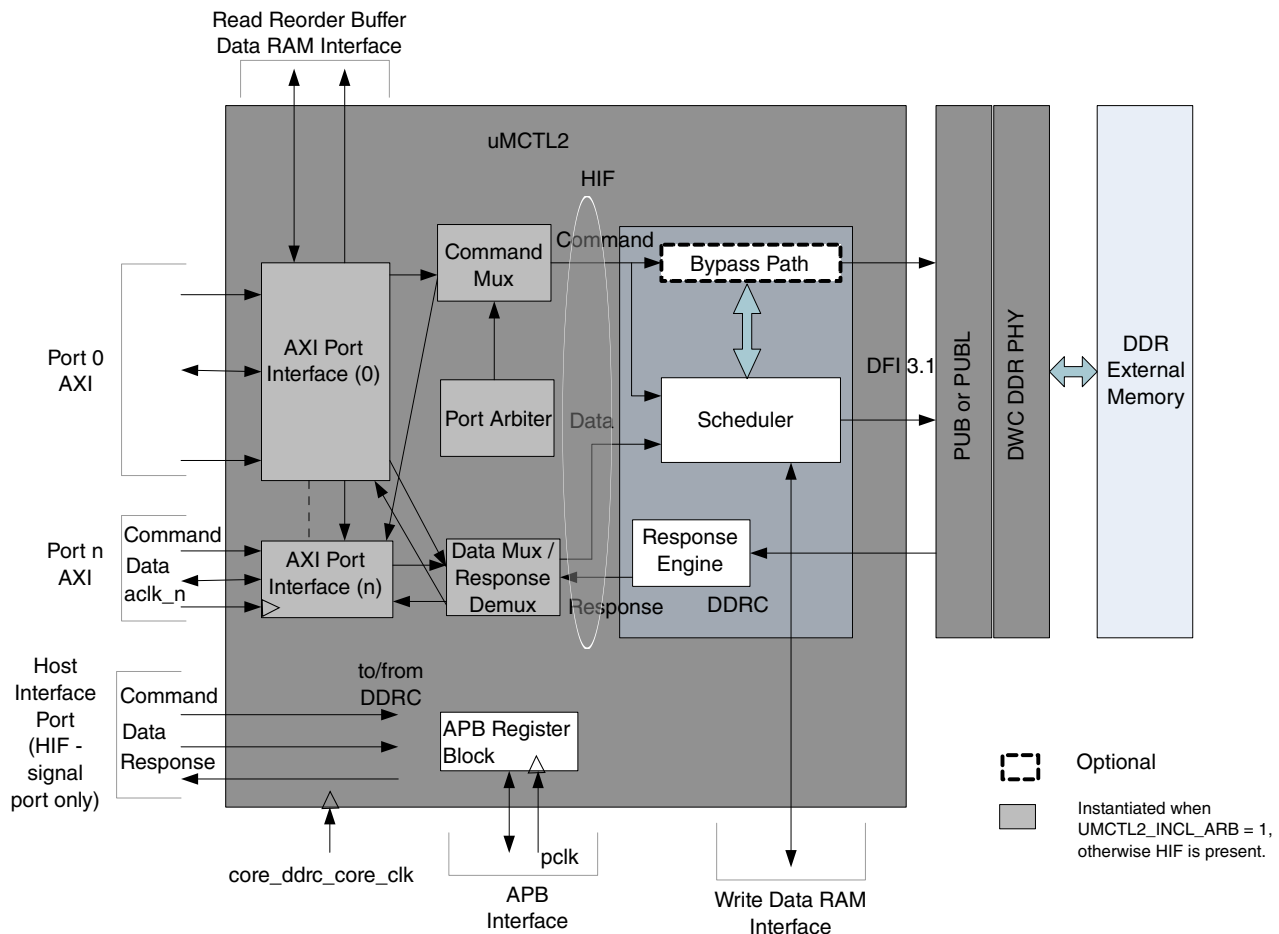 Read Reorder Buffer
Data RAM Interface
uMCTL2
HIF
Command
Mux
Command
Bypass Path
Port 0
AXI
AXI Port
Interface (0)
Port Arbiter
Data
Scheduler
DFI 3.1
PUB or PUBL
DWC DDR PHY
DDR
External
Memory
Port n
AXI
Command
Data
aclk_n
AXI Port
Interface (n)
Data Mux /
Response
Demux
Response
Response
Engine
DDRC
Host
Interface
Port
(HIF -
signal
port only)
Command
Data
Response
to/from
DDRC
APB Register
Block
core_ddrc_core_clk
pclk
APB
Interface
Write Data RAM
Interface
Optional
Instantiated when
UMCTL2_INCL_ARB = 1,
otherwise HIF is present.